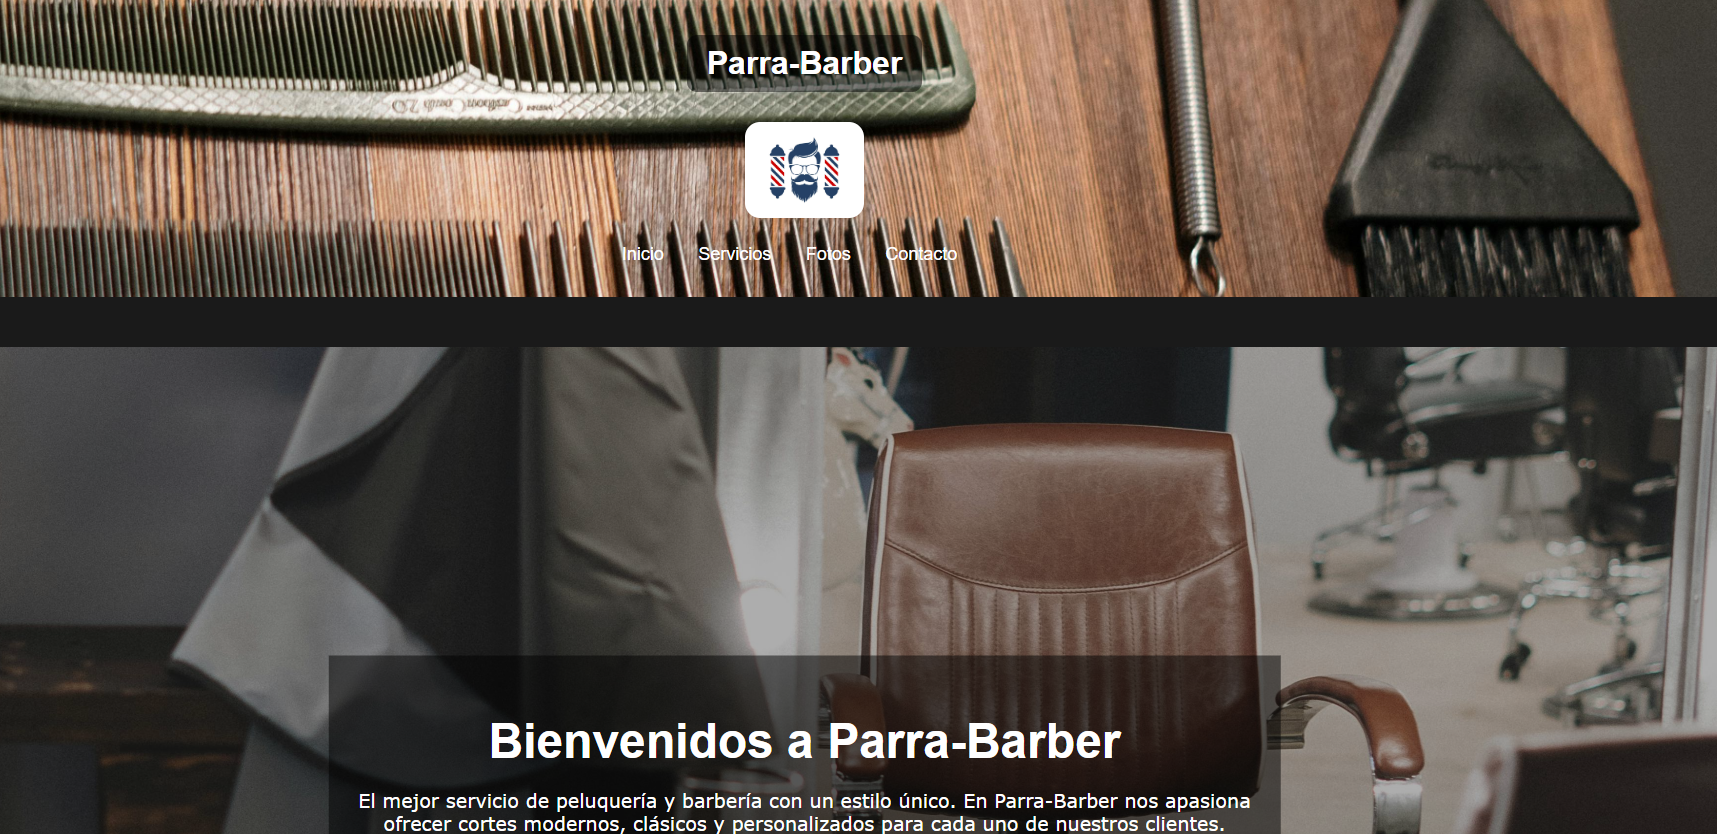 Parra-Barber
Inicio Servicios Fotos Contacto
Bienvenidos a Parra-Barber
El mejor servicio de peluquería y barbería con un estilo único. En Parra-Barber nos apasiona
ofrecer cortes modernos, clásicos y personalizados para cada uno de nuestros clientes.